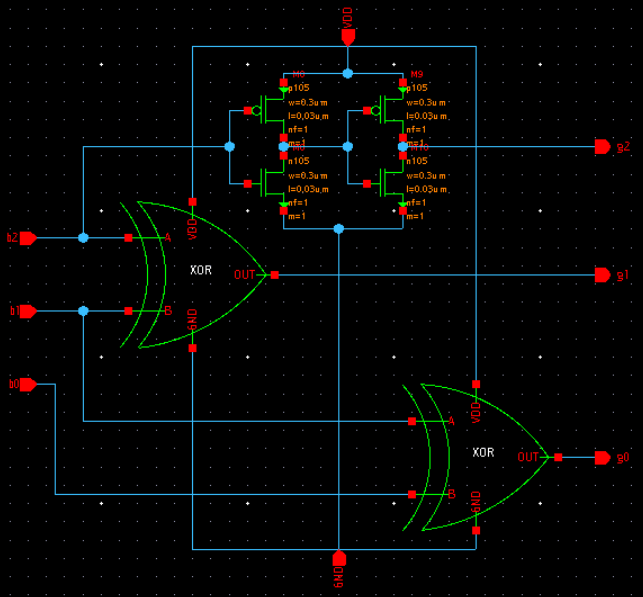 VDD
M9
p105
w=0.3um
l=0.03um
nf=1
m=1
p105
w=0.3um
l=0.03um
nf=1
m=1
n105
w=0.3um
l=0.03um
nf=1
m=1
n105
w=0.3um
l=0.03um
nf=1
m=1
g2
b2
A
VDD
XOR
OUT
g1
b1
B
GND
b0
A
VDD
XOR
OUT
g0
B
GND
GND